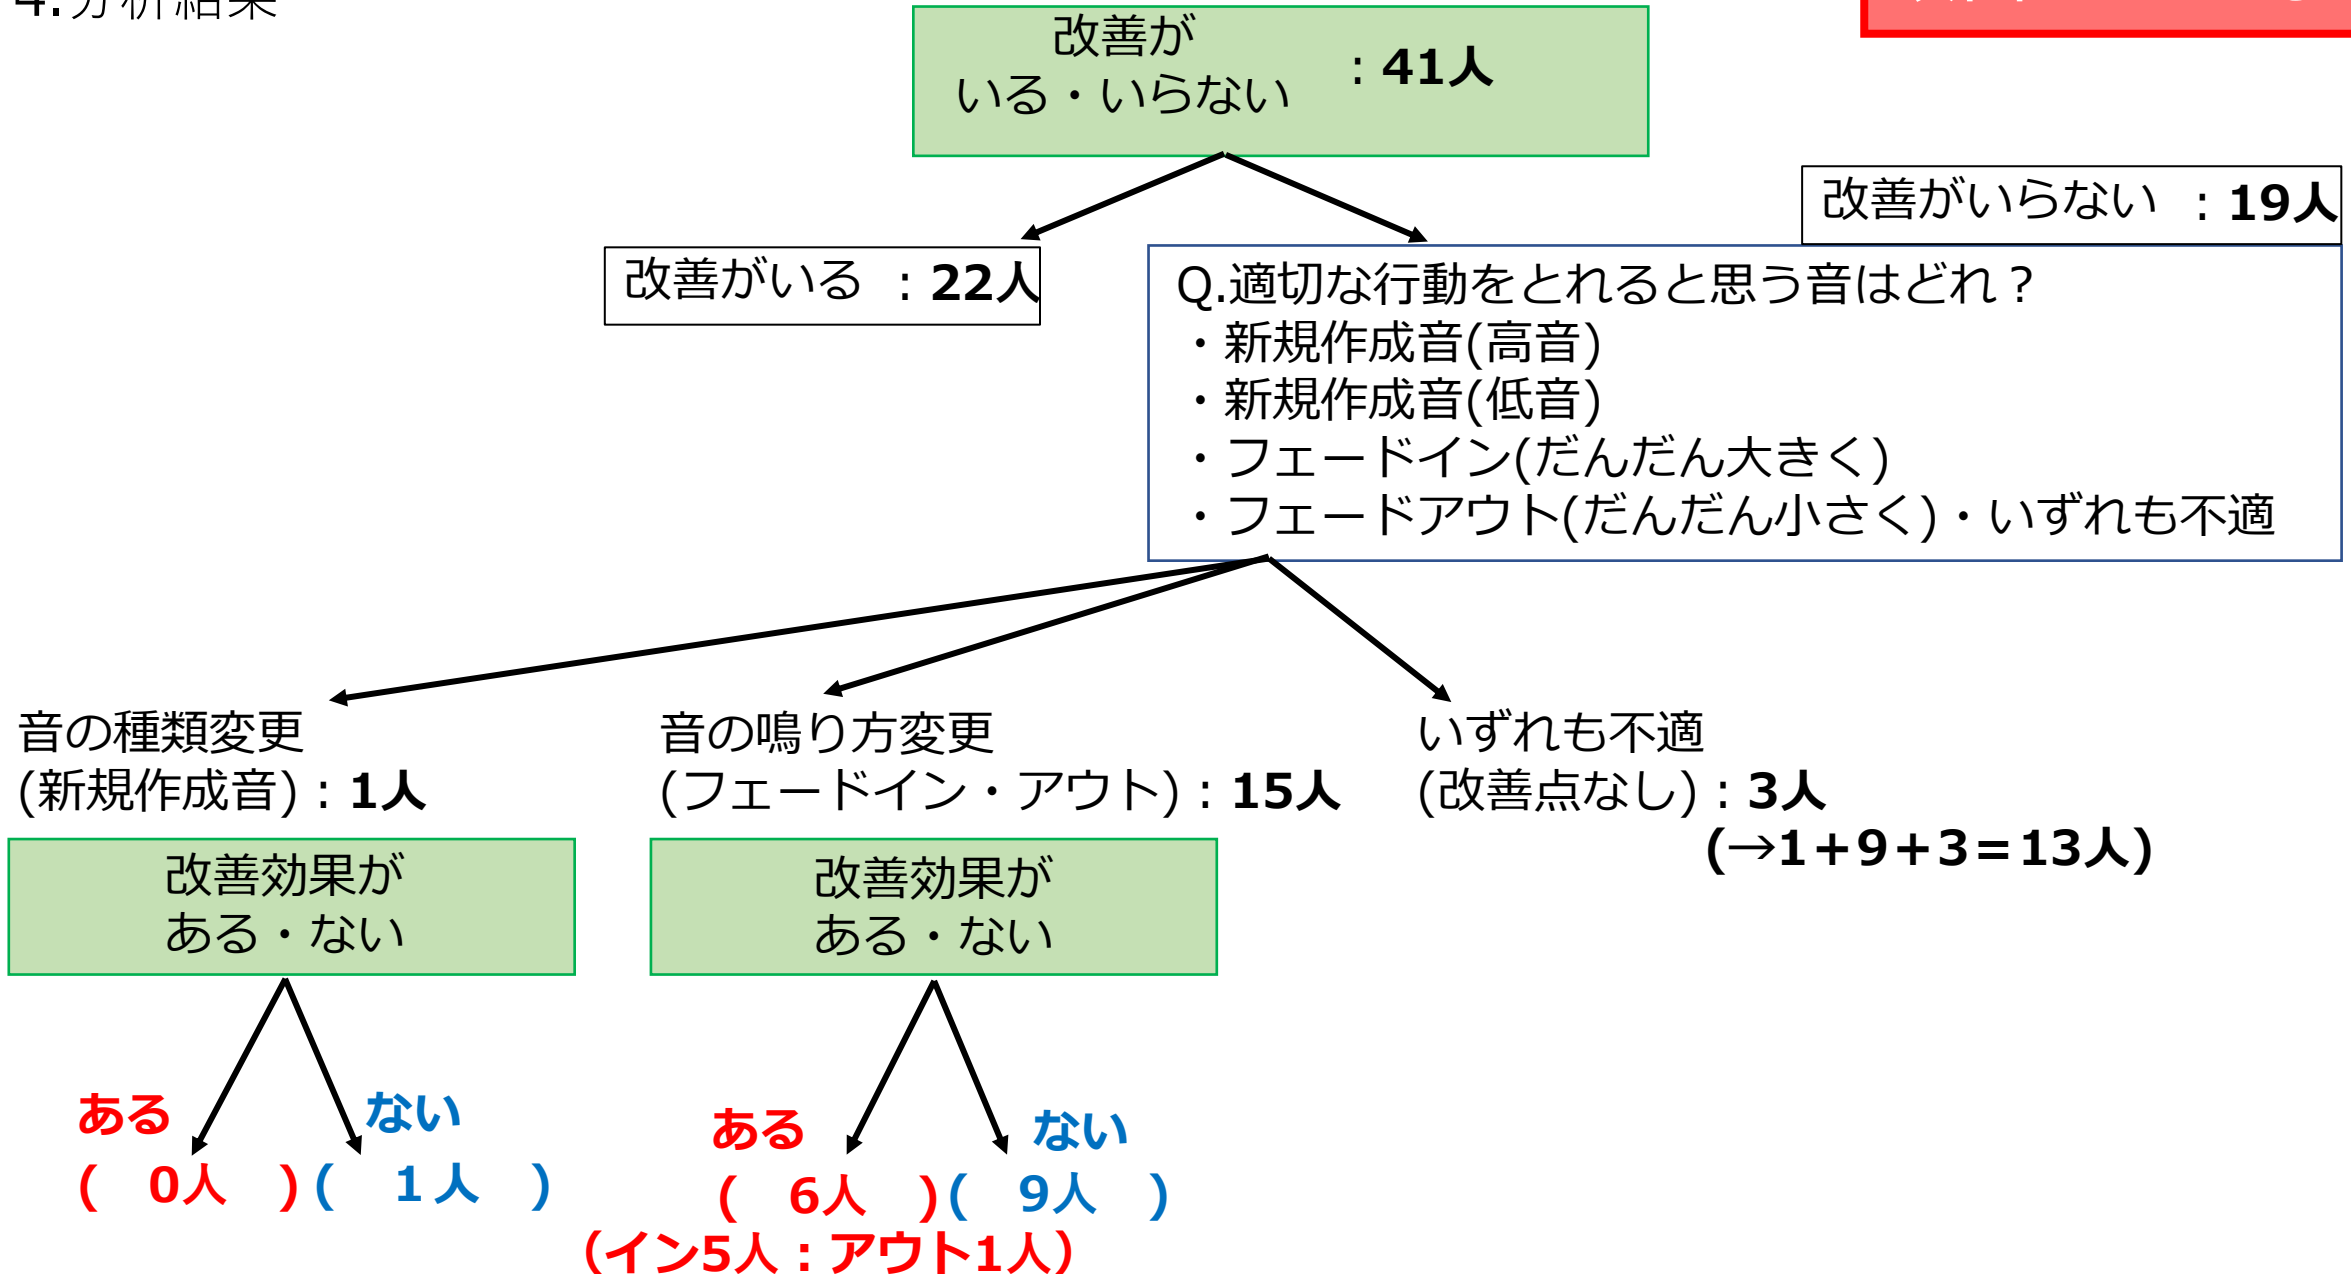 4.分析結果
改善が
いる・いらない
：41人
改善がいらない ：19人
改善がいる ：22人
Q.適切な行動をとれると思う音はどれ？
・新規作成音(高音)
・新規作成音(低音)
・フェードイン(だんだん大きく)
・フェードアウト(だんだん小さく)・いずれも不適
音の種類変更
(新規作成音)：1人
音の鳴り方変更
(フェードイン・アウト)：15人
いずれも不適
(改善点なし)：3人
(→1＋9＋3＝13人)
改善効果が
ある・ない
改善効果が
ある・ない
ある
ない
(　0人　)(　1人　)
ある
ない
(　6人　)(　9人　)
（イン5人：アウト1人）